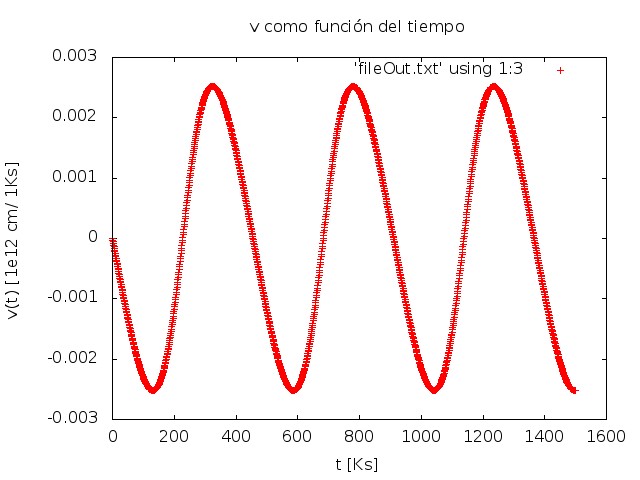 v como función del tiempo
'fileOut.txt' using 1:3
v(t) [1e12 cm/ 1Ks]
0.003
0.002
0.001
0
-0.001
-0.002
-0.003
0 200 400 600 800 1000 1200 1400 1600
t [Ks]